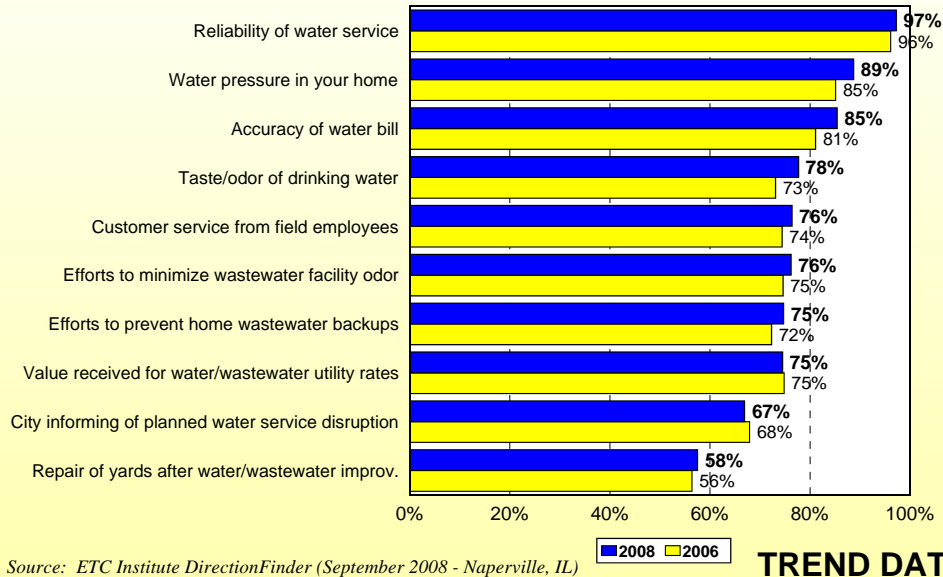 Reliability of water service 97%
96%
Water pressure in your home 89%
85%
Accuracy of water bill 85%
81%
Taste/odor of drinking water 78%
73%
Customer service from field employees 76%
74%
Efforts to minimize wastewater facility odor 76%
75%
Efforts to prevent home wastewater backups 75%
72%
Value received for water/wastewater utility rates 75%
75%
City informing of planned water service disruption 67%
68%
Repair of yards after water/wastewater improv. 58%
56%
0% 20% 40% 60% 80% 100%
2008 2006
Source: ETC Institute DirectionFinder (September 2008 - Naperville, IL) TREND DAT